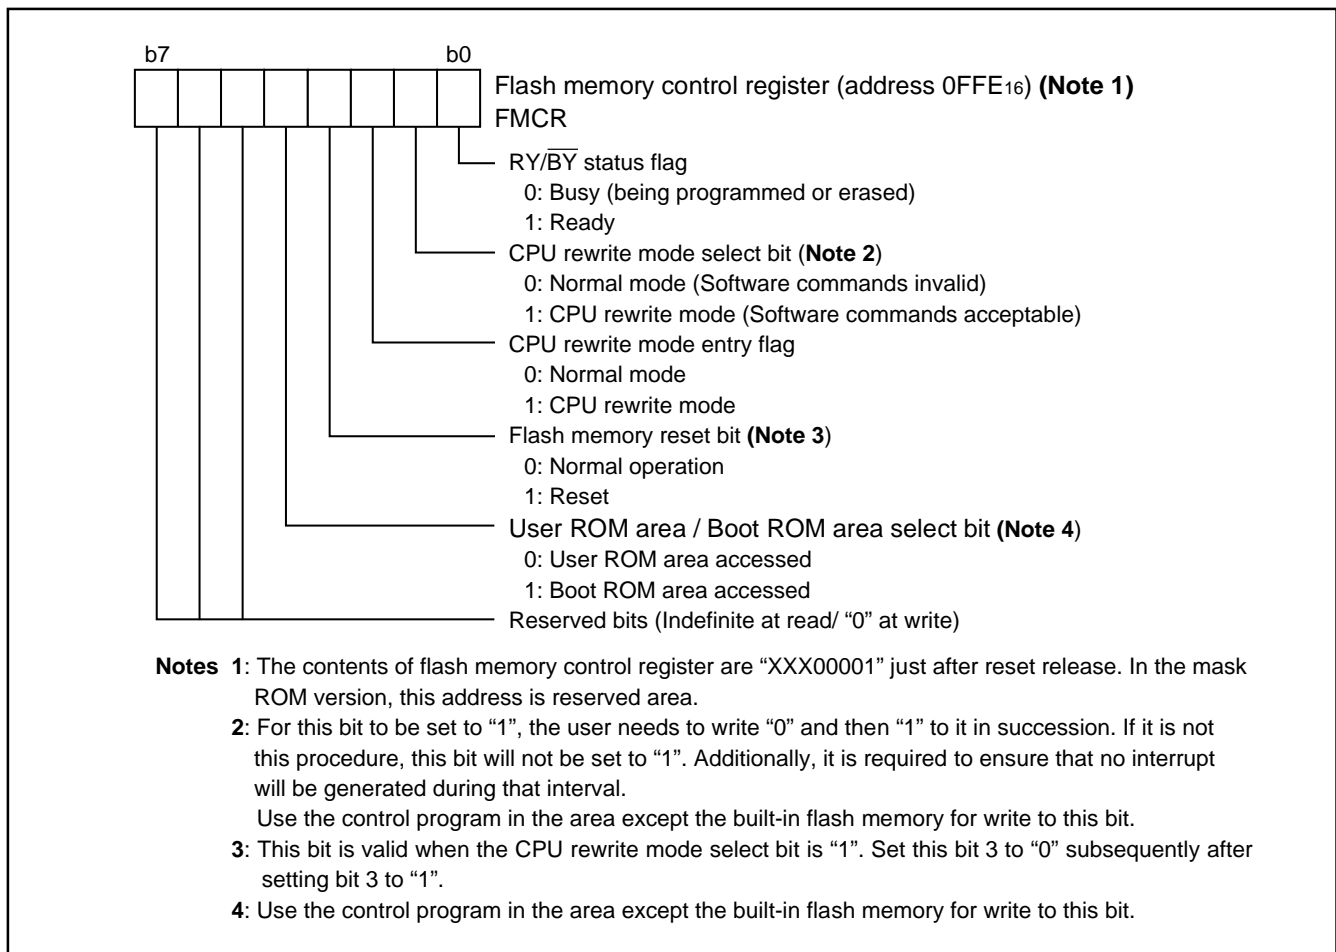 b7 b0
Flash memory control register (address 0FFE16) (Note 1)
FMCR
RY/BY status flag
0: Busy (being programmed or erased)
1: Ready
CPU rewrite mode select bit (Note 2)
0: Normal mode (Software commands invalid)
1: CPU rewrite mode (Software commands acceptable)
CPU rewrite mode entry flag
0: Normal mode
1: CPU rewrite mode
Flash memory reset bit (Note 3)
0: Normal operation
1: Reset
User ROM area / Boot ROM area select bit (Note 4)
0: User ROM area accessed
1: Boot ROM area accessed
Reserved bits (Indefinite at read/ “0” at write)
Notes 1: The contents of flash memory control register are “XXX00001” just after reset release. In the mask
ROM version, this address is reserved area.
2: For this bit to be set to “1”, the user needs to write “0” and then “1” to it in succession. If it is not
this procedure, this bit will not be set to “1”. Additionally, it is required to ensure that no interrupt
will be generated during that interval.
Use the control program in the area except the built-in flash memory for write to this bit.
3: This bit is valid when the CPU rewrite mode select bit is “1”. Set this bit 3 to “0” subsequently after
setting bit 3 to “1”.
4: Use the control program in the area except the built-in flash memory for write to this bit.